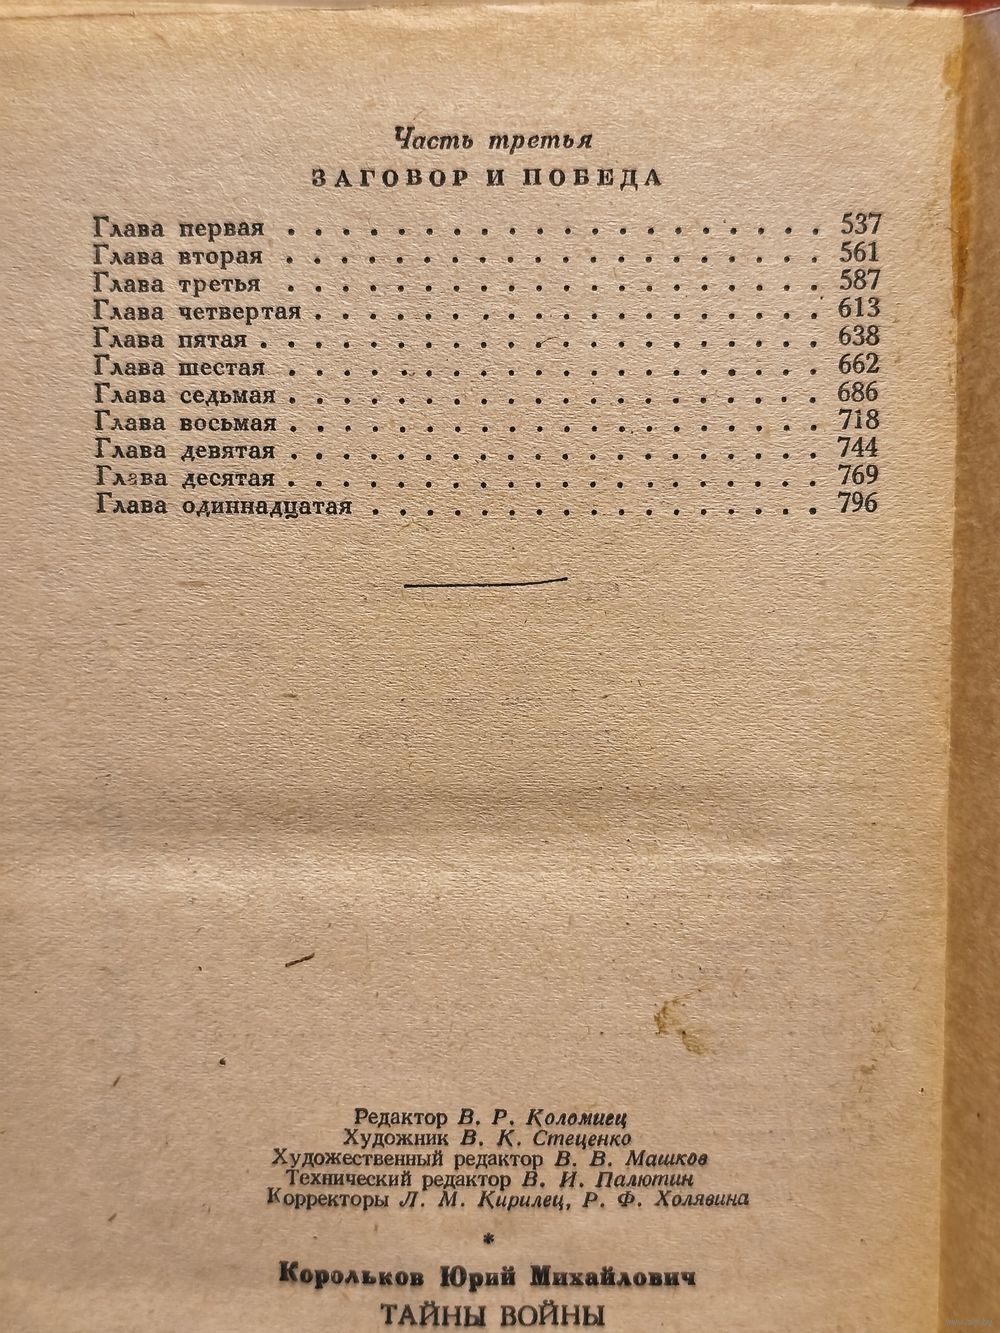 Часть третья
ЗАГОВОР И ПОБЕДА
Глава первая . . . . . . . . . . . . . . . . . . . . 537
Глава вторая . . . . . . . . . . . . . . . . . . . . 561
Глава третья . . . . . . . . . . . . . . . . . . . . 587
Глава четвертая . . . . . . . . . . . . . . . . . . . 613
Глава пятая . . . . . . . . . . . . . . . . . . . . . 638
Глава шестая . . . . . . . . . . . . . . . . . . . . 662
Глава седьмая . . . . . . . . . . . . . . . . . . . . 686
Глава восьмая . . . . . . . . . . . . . . . . . . . . 718
Глава девятая . . . . . . . . . . . . . . . . . . . . 744
Глава десятая . . . . . . . . . . . . . . . . . . . . 769
Глава одиннадцатая . . . . . . . . . . . . . . . . . 796
Редактор В. Р. Коломиец
Художник В. К. Стеценко
Художественный редактор В. В. Машков
Технический редактор В. И. Палютин
Корректоры Л. М. Кирилец, Р. Ф. Холявина
*
Корольков Юрий Михайлович
ТАЙНЫ ВОЙНЫ